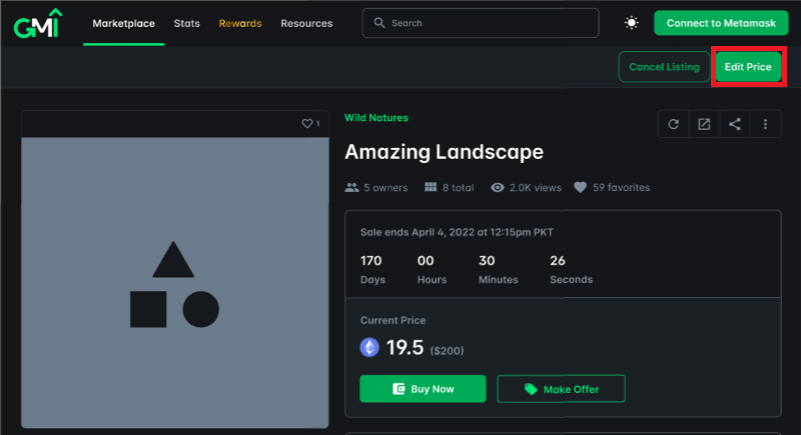 GMI
Marketplace Stats Rewards Resources Search Connect to Metamask
Cancel Listing Edit Price
1
Wild Natures
Amazing Landscape
5 owners 8 total 2.0K views 59 favorites
Sale ends April 4, 2022 at 12:15pm PKT
170 00 30 26
Days Hours Minutes Seconds
Current Price
19.5 ($200)
Buy Now Make Offer